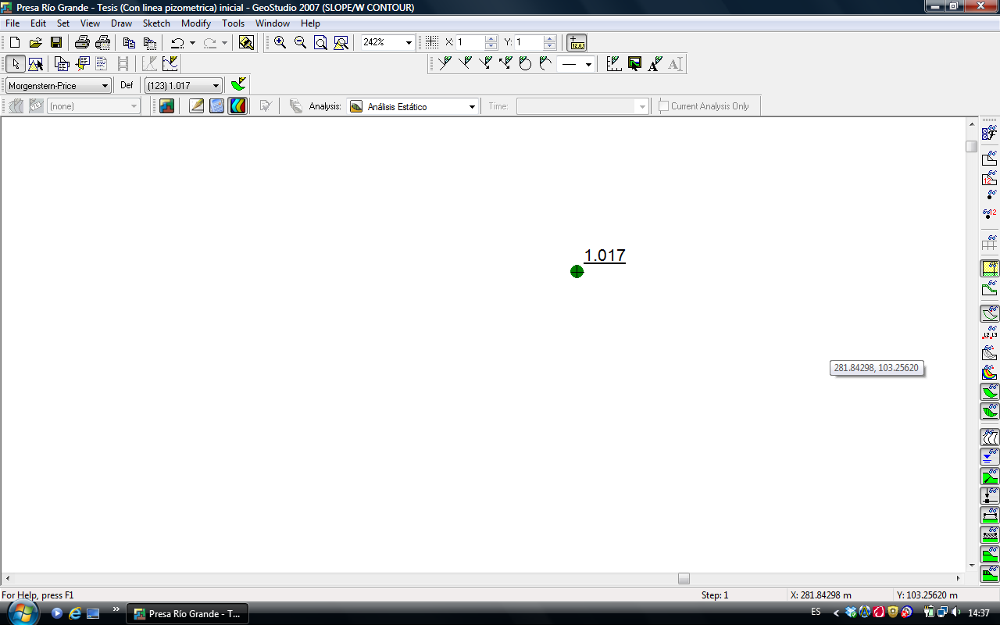 Presa Río Grande - Tesis (Con linea pizometrica) inicial - GeoStudio 2007 (SLOPE/W CONTOUR)
File Edit Set View Draw Sketch Modify Tools Window Help
242% X: 1 Y: 1
Morgenstern-Price Def (123) 1.017
(none) Analysis: Análisis Estático Time: Current Analysis Only
1.017
281.84298, 103.25620
For Help, press F1 Step: 1 X: 281.84298 m Y: 103.25620 m
Presa Río Grande - T... ES 14:37